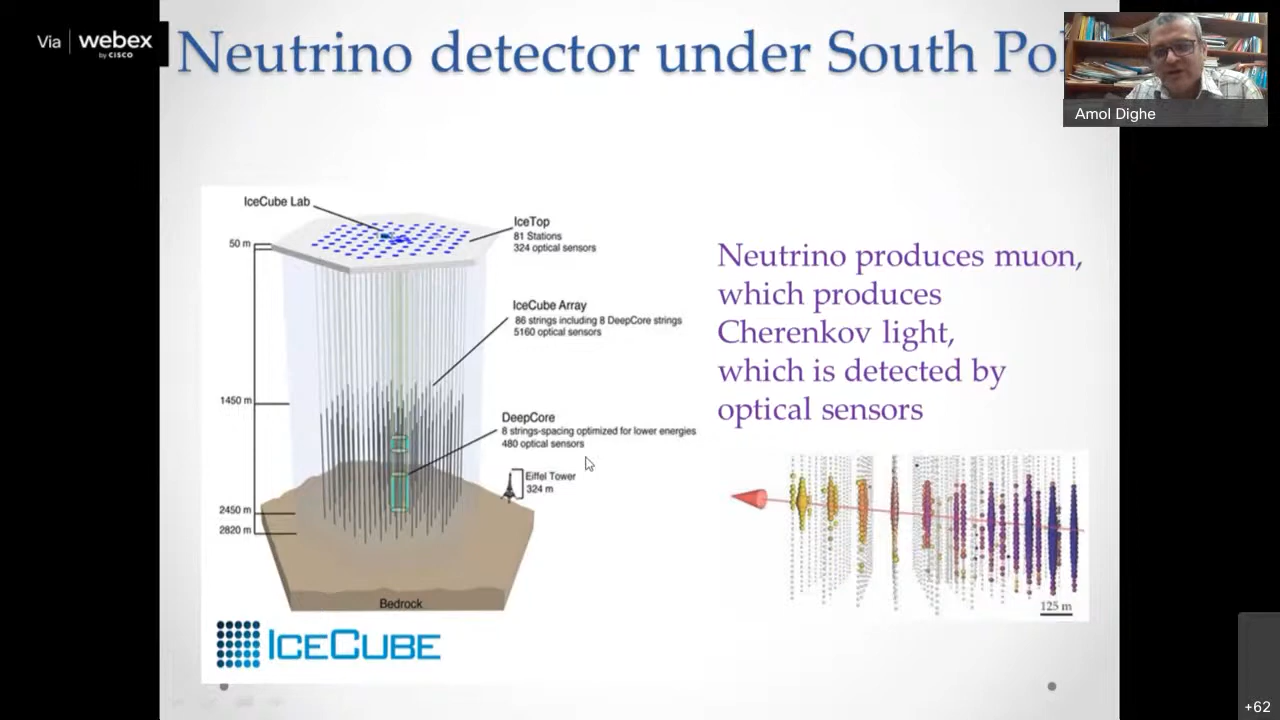 Via webex
by CISCO
Neutrino detector under South Pol
Amol Dighe
IceCube Lab
50 m
IceTop
81 Stations
324 optical sensors
IceCube Array
86 strings including 8 DeepCore strings
5160 optical sensors
1450 m
DeepCore
8 strings-spacing optimized for lower energies
480 optical sensors
Eiffel Tower
324 m
2450 m
2820 m
Bedrock
ICECUBE
Neutrino produces muon,
which produces
Cherenkov light,
which is detected by
optical sensors
125 m
+62